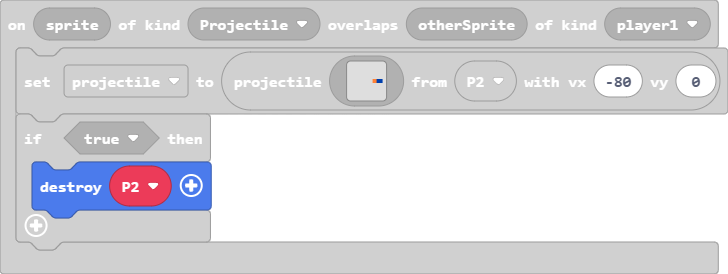 on sprite of kind Projectile overlaps otherSprite of kind player1
set projectile to projectile from P2 with vx -80 vy 0
if true then
destroy P2